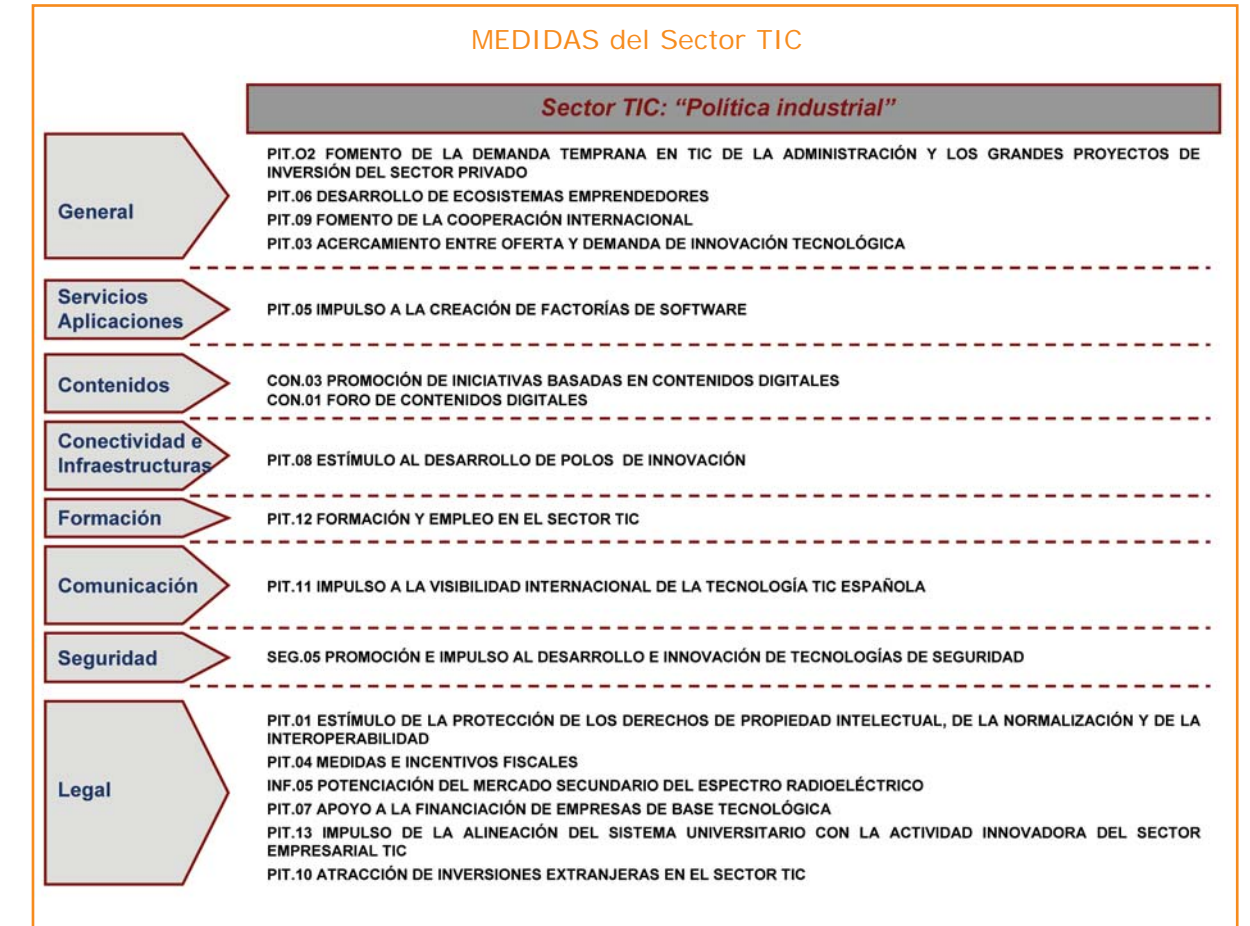 MEDIDAS del Sector TIC
Sector TIC: “Política industrial”
General
PIT.O2 FOMENTO DE LA DEMANDA TEMPRANA EN TIC DE LA ADMINISTRACIÓN Y LOS GRANDES PROYECTOS DE
INVERSIÓN DEL SECTOR PRIVADO
PIT.06 DESARROLLO DE ECOSISTEMAS EMPRENDEDORES
PIT.09 FOMENTO DE LA COOPERACIÓN INTERNACIONAL
PIT.03 ACERCAMIENTO ENTRE OFERTA Y DEMANDA DE INNOVACIÓN TECNOLÓGICA
Servicios
Aplicaciones
PIT.05 IMPULSO A LA CREACIÓN DE FACTORÍAS DE SOFTWARE
Contenidos
CON.03 PROMOCIÓN DE INICIATIVAS BASADAS EN CONTENIDOS DIGITALES
CON.01 FORO DE CONTENIDOS DIGITALES
Conectividad e
Infraestructuras
PIT.08 ESTÍMULO AL DESARROLLO DE POLOS DE INNOVACIÓN
Formación
PIT.12 FORMACIÓN Y EMPLEO EN EL SECTOR TIC
Comunicación
PIT.11 IMPULSO A LA VISIBILIDAD INTERNACIONAL DE LA TECNOLOGÍA TIC ESPAÑOLA
Seguridad
SEG.05 PROMOCIÓN E IMPULSO AL DESARROLLO E INNOVACIÓN DE TECNOLOGÍAS DE SEGURIDAD
Legal
PIT.01 ESTÍMULO DE LA PROTECCIÓN DE LOS DERECHOS DE PROPIEDAD INTELECTUAL, DE LA NORMALIZACIÓN Y DE LA
INTEROPERABILIDAD
PIT.04 MEDIDAS E INCENTIVOS FISCALES
INF.05 POTENCIACIÓN DEL MERCADO SECUNDARIO DEL ESPECTRO RADIOELÉCTRICO
PIT.07 APOYO A LA FINANCIACIÓN DE EMPRESAS DE BASE TECNOLÓGICA
PIT.13 IMPULSO DE LA ALINEACIÓN DEL SISTEMA UNIVERSITARIO CON LA ACTIVIDAD INNOVADORA DEL SECTOR
EMPRESARIAL TIC
PIT.10 ATRACCIÓN DE INVERSIONES EXTRANJERAS EN EL SECTOR TIC